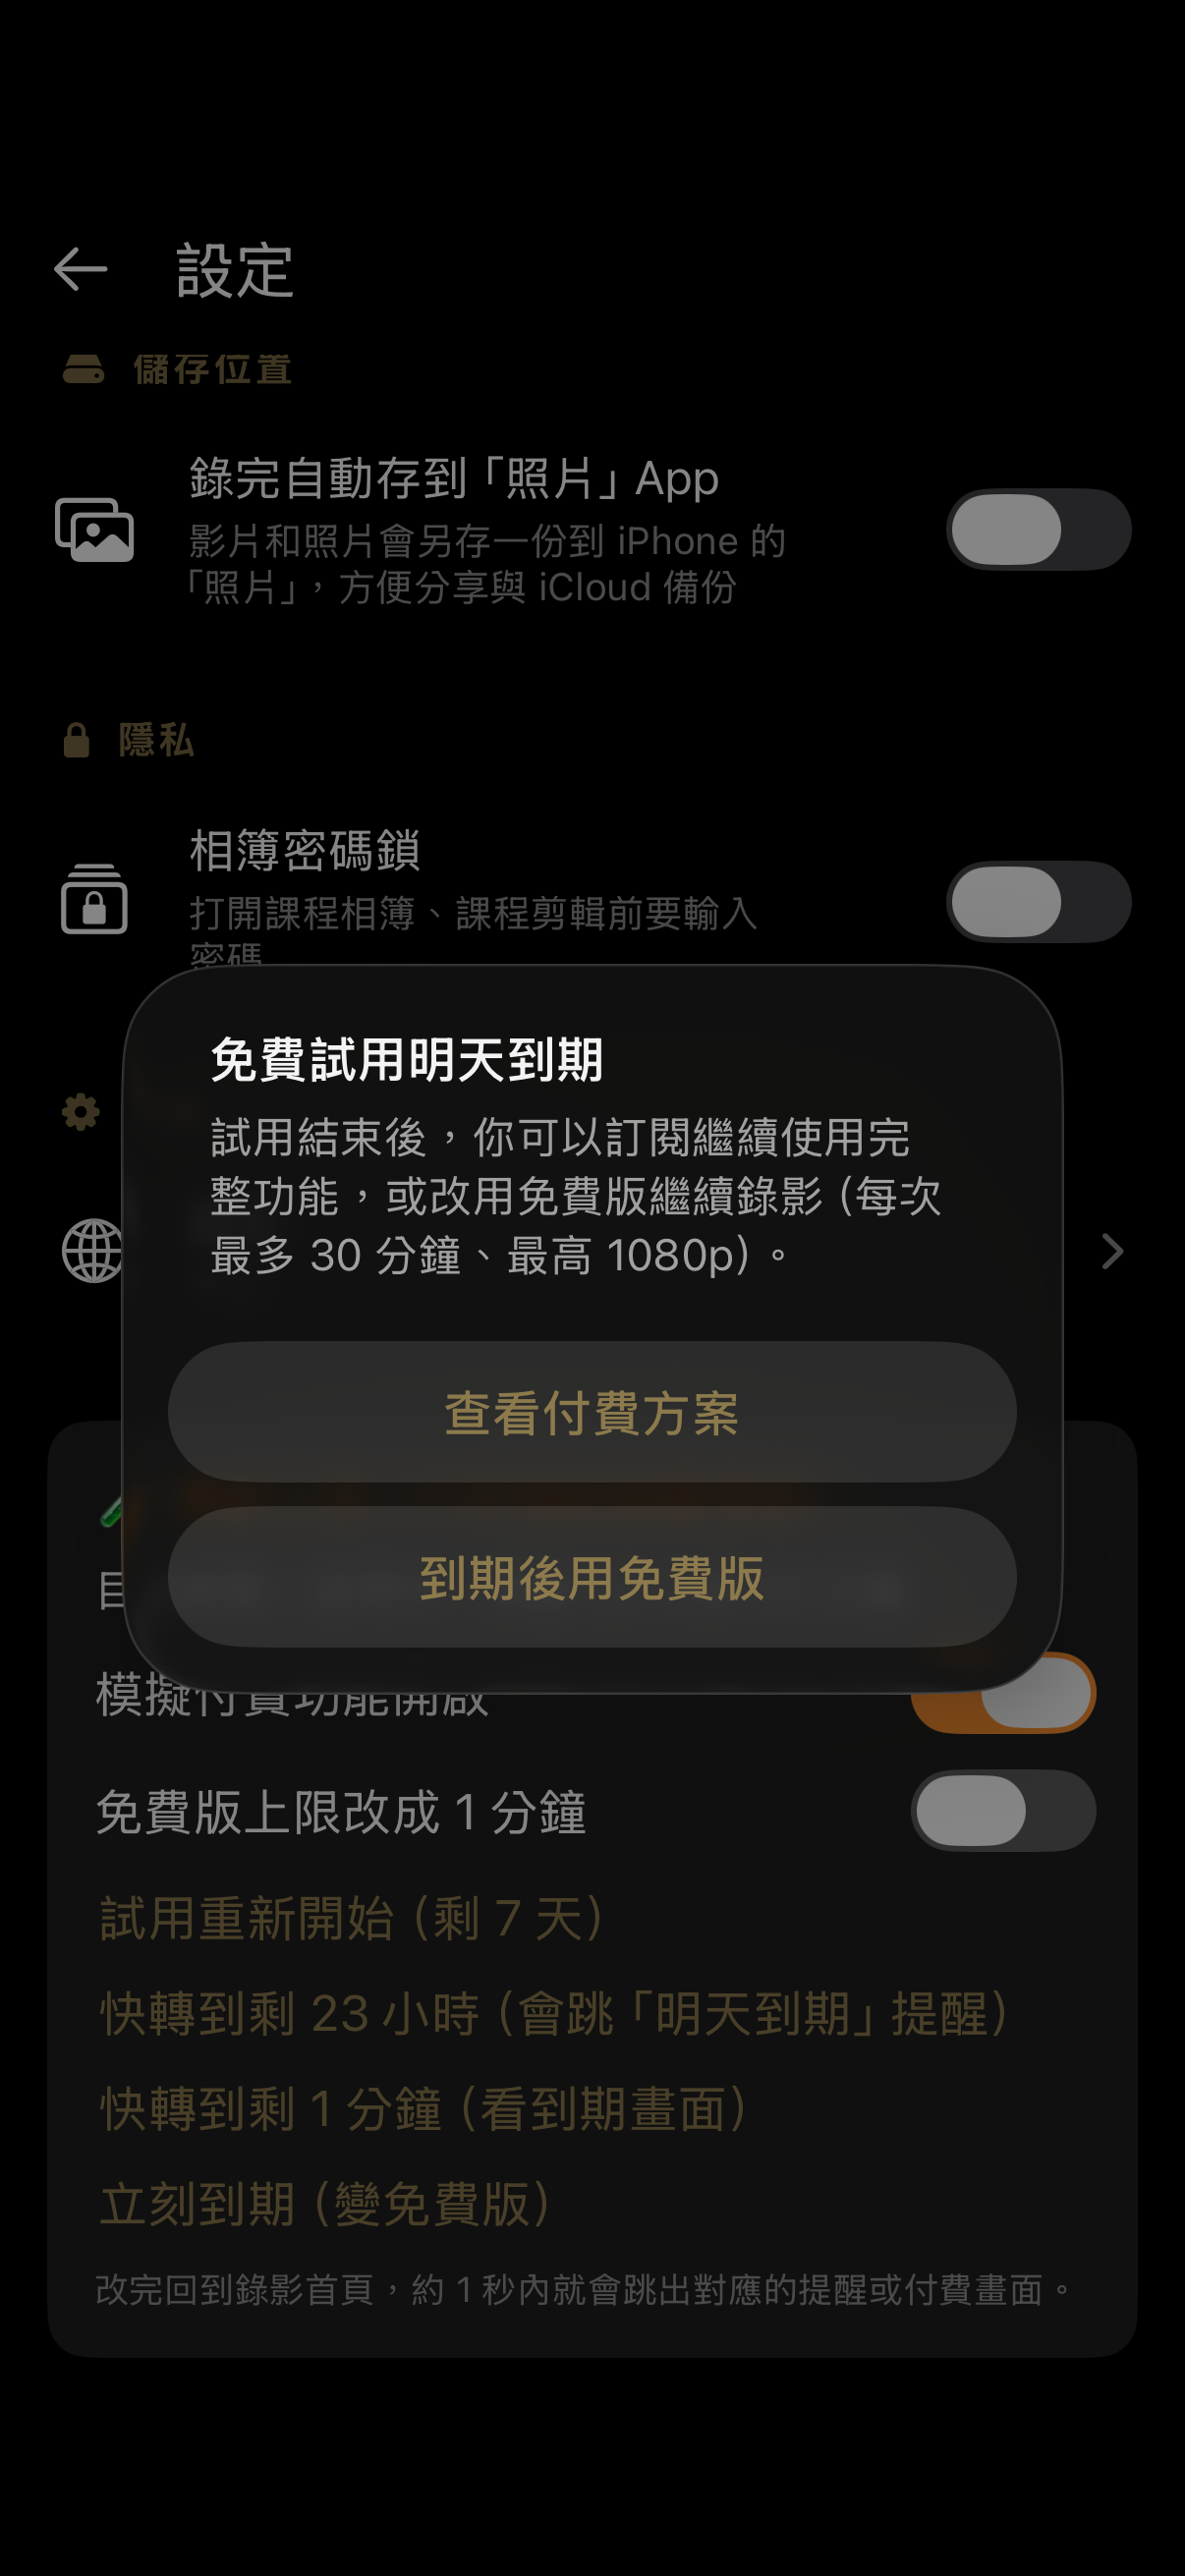 設定
儲存位置
錄完自動存到「照片」App
影片和照片會另存一份到 iPhone 的
「照片」,方便分享與 iCloud 備份
隱私
相簿密碼鎖
打開課程相簿、課程剪輯前要輸入
密碼
免費試用明天到期
試用結束後,你可以訂閱繼續使用完
整功能,或改用免費版繼續錄影(每次
最多 30 分鐘、最高 1080p)。
查看付費方案
到期後用免費版
模擬付費功能開啟
免費版上限改成 1 分鐘
試用重新開始(剩 7 天)
快轉到剩 23 小時(會跳「明天到期」提醒)
快轉到剩 1 分鐘(看到期畫面)
立刻到期(變免費版)
改完回到錄影首頁,約 1 秒內就會跳出對應的提醒或付費畫面。